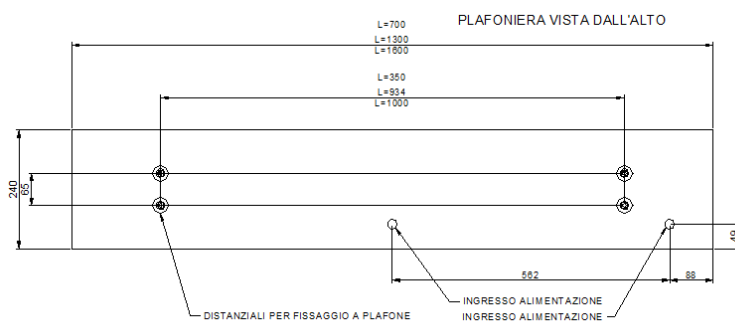 PLAFONIERA VISTA DALL'ALTO
L=700
L=1300
L=1600
L=350
L=934
L=1000
240
65
49
562
88
INGRESSO ALIMENTAZIONE
DISTANZIALI PER FISSAGGIO A PLAFONE
INGRESSO ALIMENTAZIONE